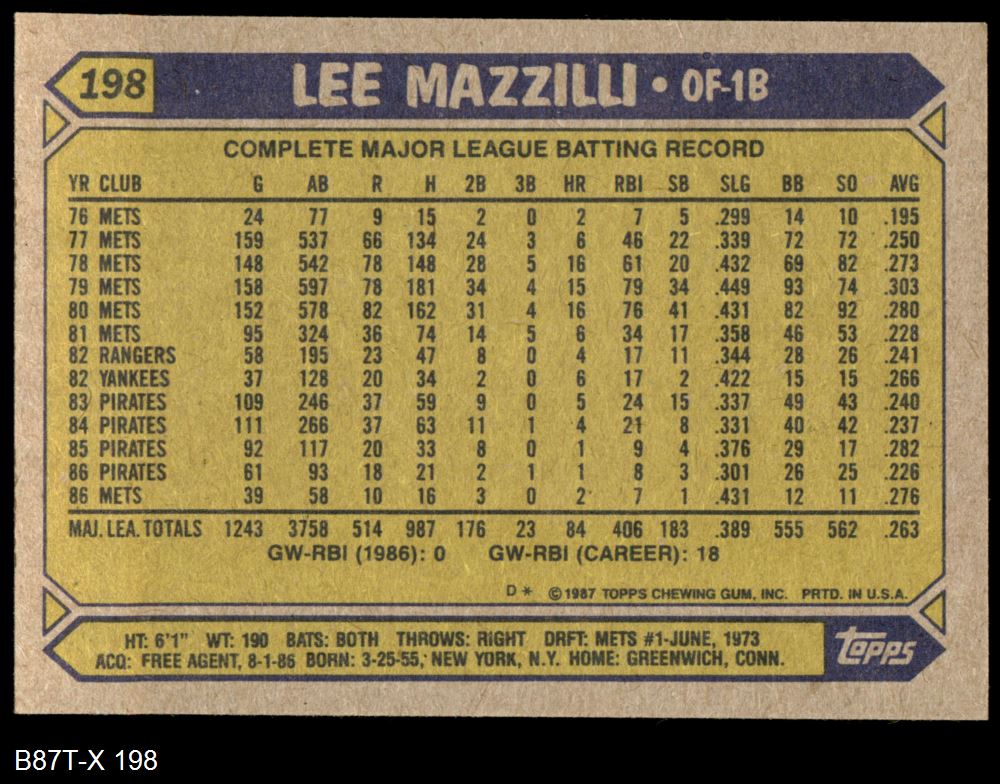 198 LEE MAZZILLI • OF-1B
COMPLETE MAJOR LEAGUE BATTING RECORD
YR CLUB G AB R H 2B 3B HR RBI SB SLG BB SO AVG
76 METS 24 77 9 15 2 0 2 7 5 .299 14 10 .195
77 METS 159 537 66 134 24 3 6 46 22 .339 72 72 .250
78 METS 148 542 78 148 28 5 16 61 20 .432 69 82 .273
79 METS 158 597 78 181 34 4 15 79 34 .449 93 74 .303
80 METS 152 578 82 162 31 4 16 76 41 .431 82 92 .280
81 METS 95 324 36 74 14 5 6 34 17 .358 46 53 .228
82 RANGERS 58 195 23 47 8 0 4 17 11 .344 28 26 .241
82 YANKEES 37 128 20 34 2 0 6 17 2 .422 15 15 .266
83 PIRATES 109 246 37 59 9 0 5 24 15 .337 49 43 .240
84 PIRATES 111 266 37 63 11 1 4 21 8 .331 40 42 .237
85 PIRATES 92 117 20 33 8 0 1 9 4 .376 29 17 .282
86 PIRATES 61 93 18 21 2 1 1 8 3 .301 26 25 .226
86 METS 39 58 10 16 3 0 2 7 1 .431 12 11 .276
MAJ. LEA. TOTALS 1243 3758 514 987 176 23 84 406 183 .389 555 562 .263
GW-RBI (1986): 0 GW-RBI (CAREER): 18
D* ©1987 TOPPS CHEWING GUM, INC. PRTD. IN U.S.A.
HT: 6'1" WT: 190 BATS: BOTH THROWS: RIGHT DRFT: METS #1-JUNE, 1973
ACQ: FREE AGENT, 8-1-86 BORN: 3-25-55, NEW YORK, N.Y. HOME: GREENWICH, CONN.
topps
B87T-X 198